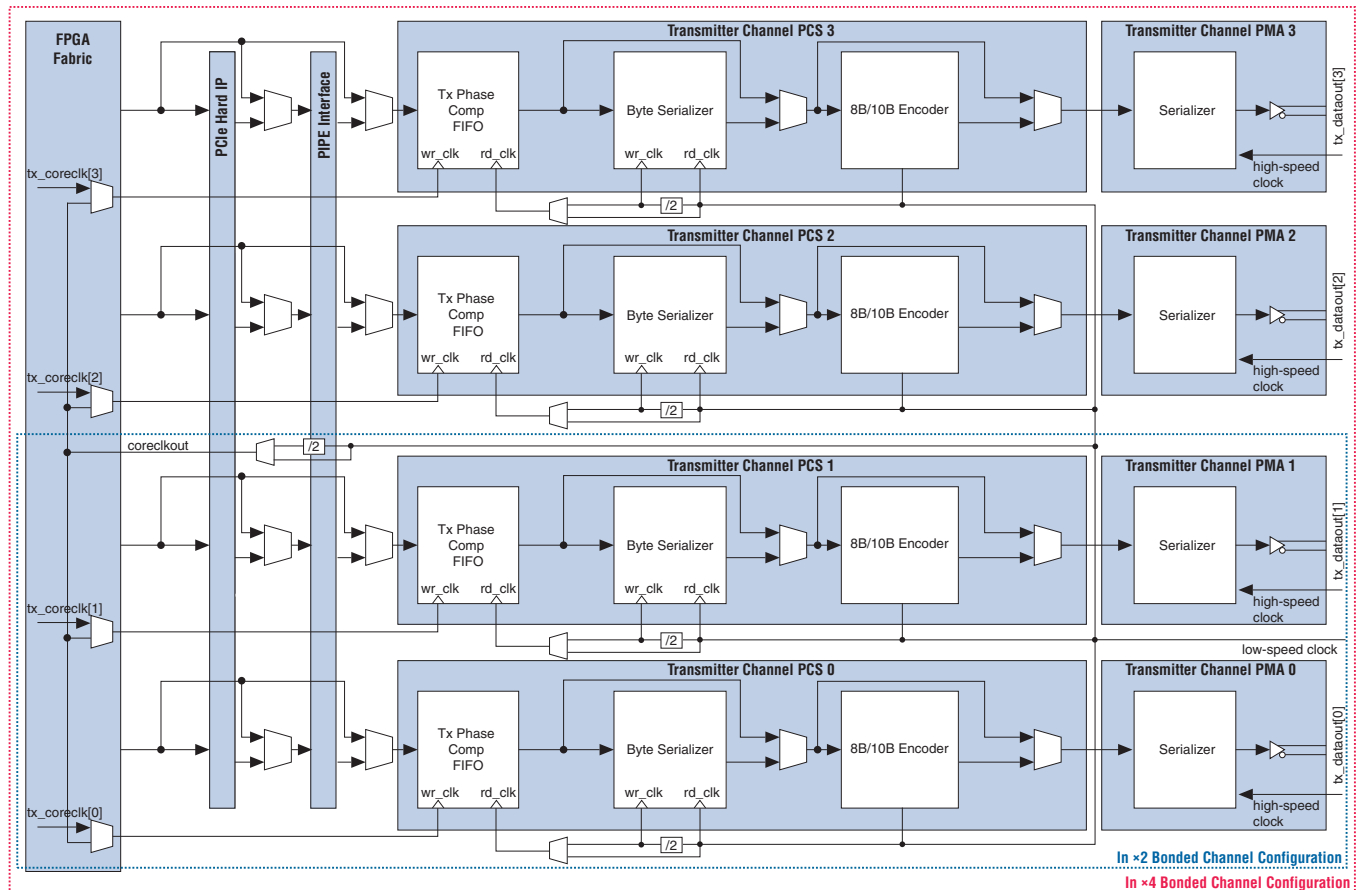 FPGA
Fabric
PCIe Hard IP
PIPE Interface
Transmitter Channel PCS 3
Tx Phase
Comp
FIFO
wr_clk
rd_clk
Byte Serializer
wr_clk
rd_clk
8B/10B Encoder
/2
Transmitter Channel PMA 3
Serializer
high-speed
clock
tx_dataout[3]
tx_coreclk[3]
Transmitter Channel PCS 2
Tx Phase
Comp
FIFO
wr_clk
rd_clk
Byte Serializer
wr_clk
rd_clk
8B/10B Encoder
/2
Transmitter Channel PMA 2
Serializer
high-speed
clock
tx_dataout[2]
tx_coreclk[2]
coreclkout
/2
Transmitter Channel PCS 1
Tx Phase
Comp
FIFO
wr_clk
rd_clk
Byte Serializer
wr_clk
rd_clk
8B/10B Encoder
/2
Transmitter Channel PMA 1
Serializer
high-speed
clock
tx_dataout[1]
tx_coreclk[1]
low-speed clock
Transmitter Channel PCS 0
Tx Phase
Comp
FIFO
wr_clk
rd_clk
Byte Serializer
wr_clk
rd_clk
8B/10B Encoder
/2
Transmitter Channel PMA 0
Serializer
high-speed
clock
tx_dataout[0]
tx_coreclk[0]
In ×2 Bonded Channel Configuration
In ×4 Bonded Channel Configuration